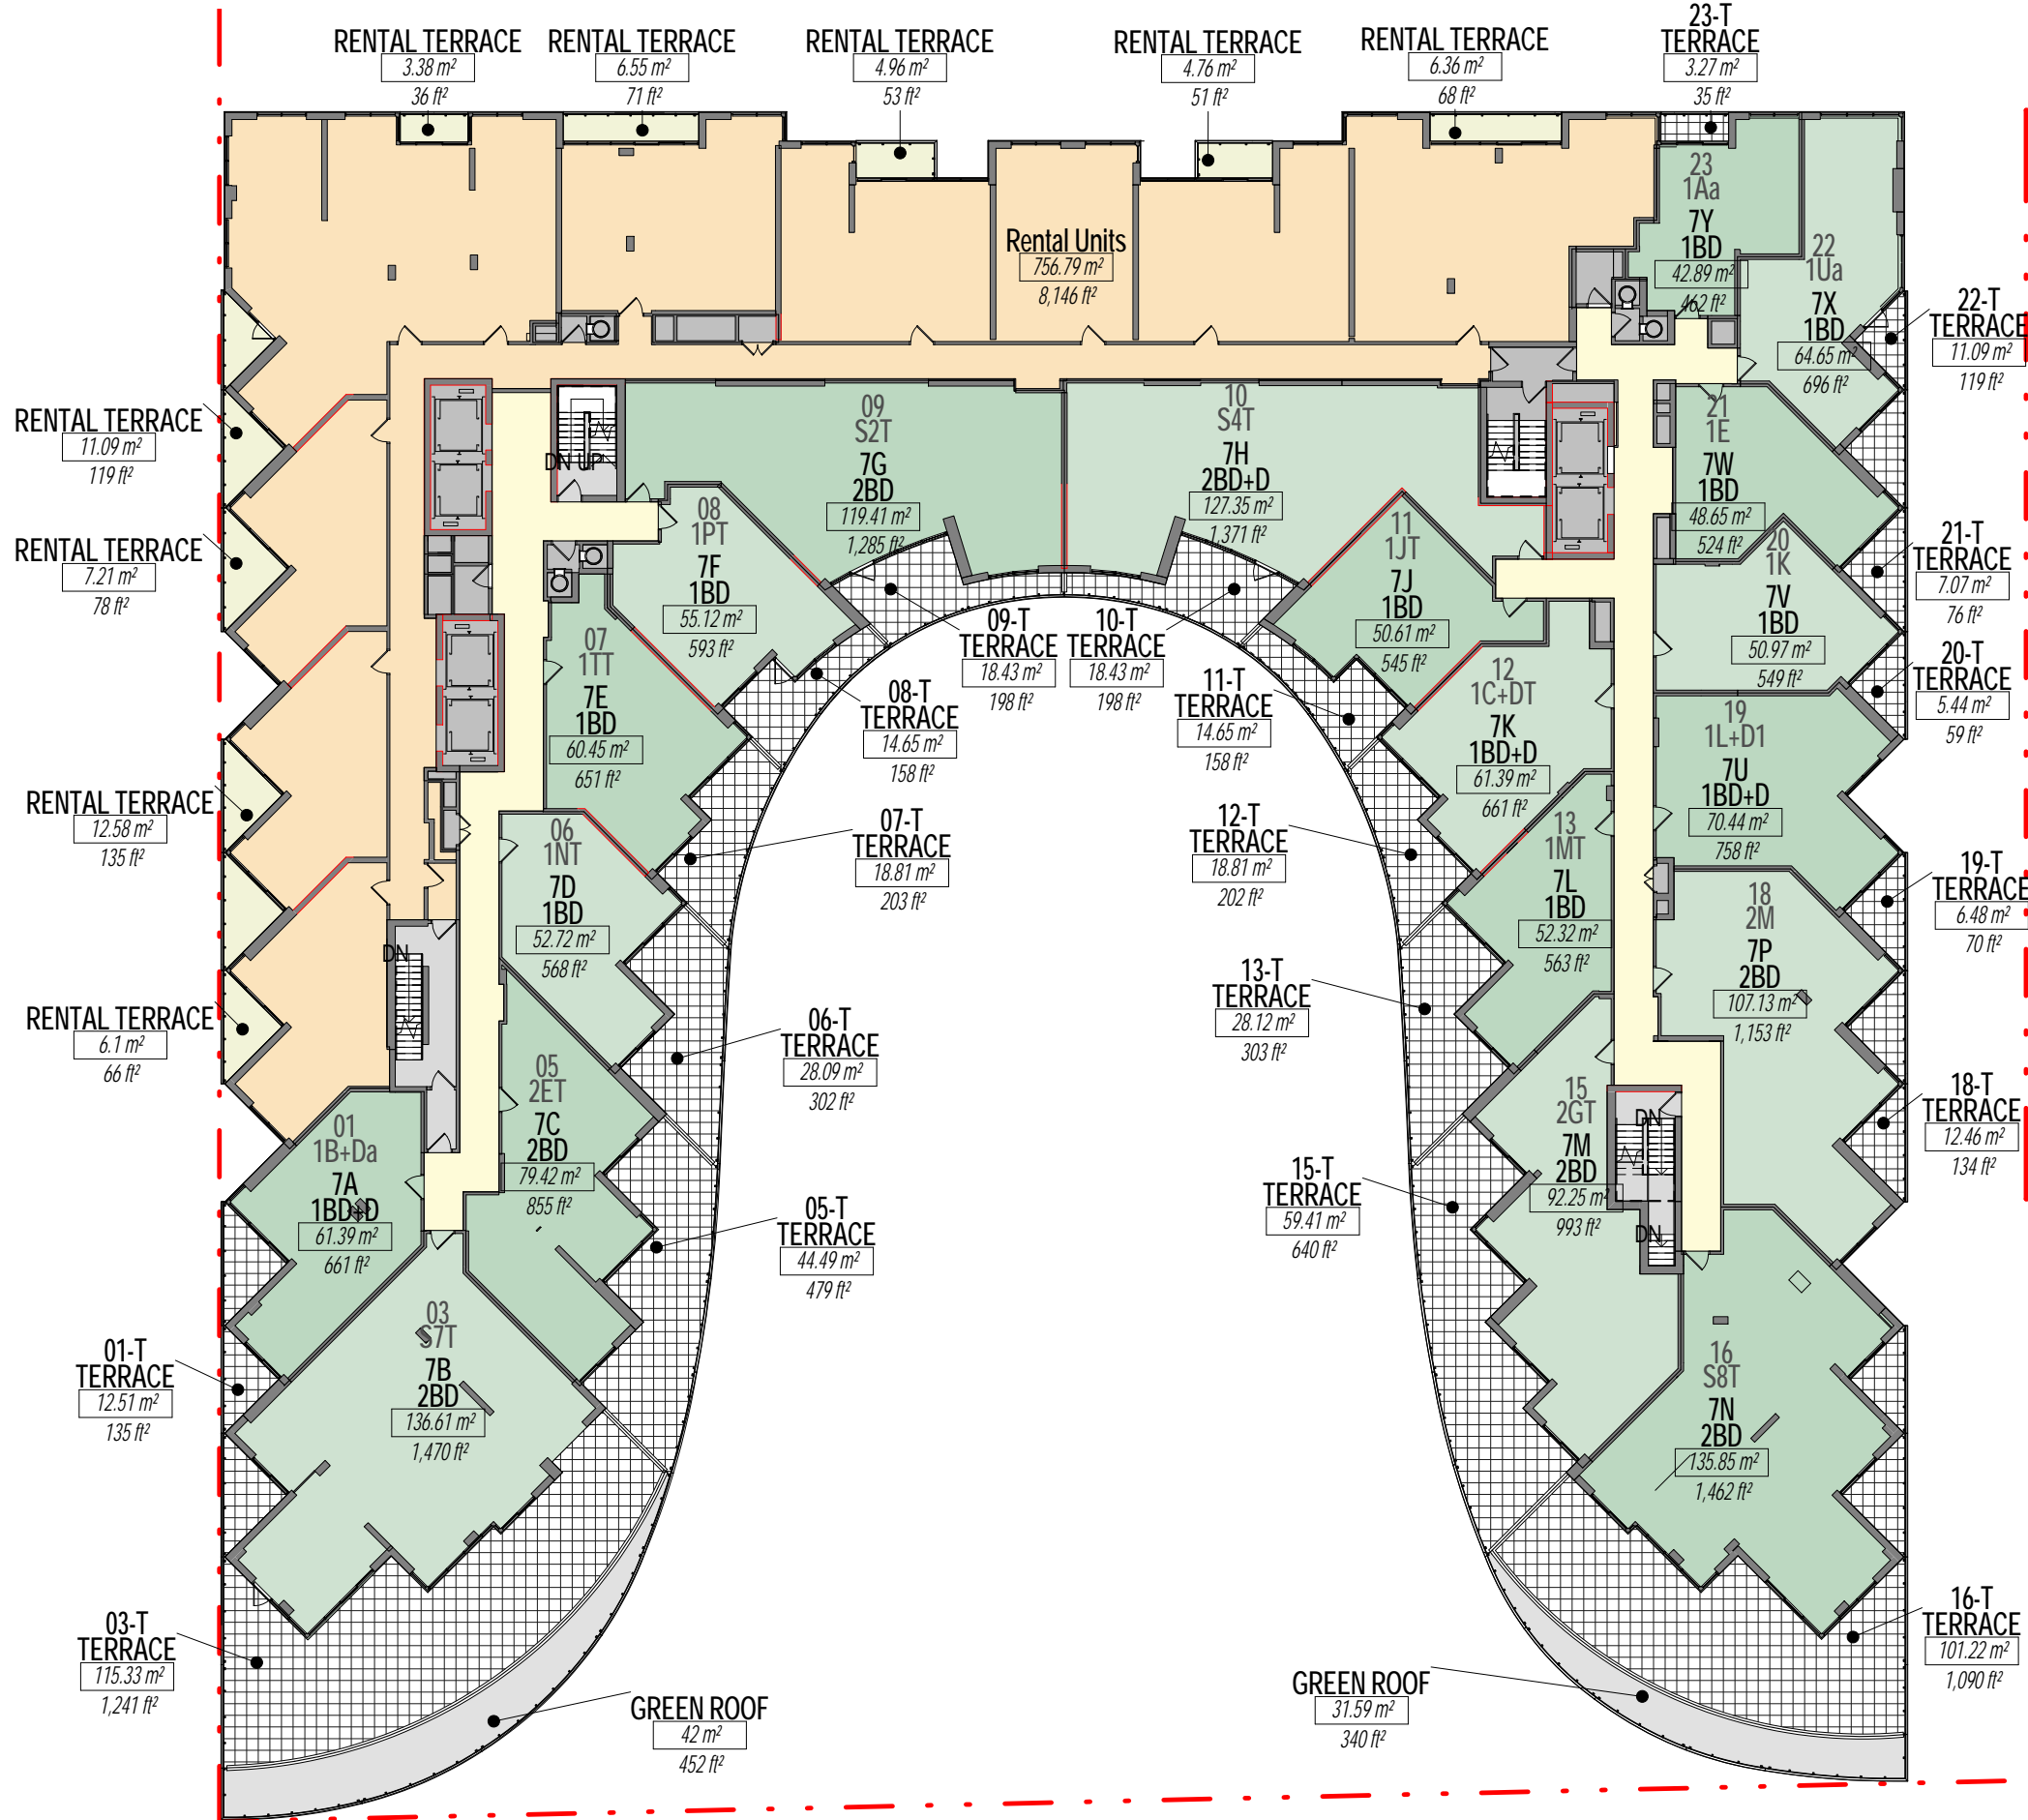 RENTAL TERRACE
3.38 m²
36 ft²
RENTAL TERRACE
6.55 m²
71 ft²
RENTAL TERRACE
4.96 m²
53 ft²
RENTAL TERRACE
4.76 m²
51 ft²
RENTAL TERRACE
6.36 m²
68 ft²
23-T
TERRACE
3.27 m²
35 ft²
Rental Units
756.79 m²
8,146 ft²
23
1Aa
7Y
1BD
42.89 m²
462 ft²
22
1Ua
7X
1BD
64.65 m²
696 ft²
22-T
TERRACE
11.09 m²
119 ft²
RENTAL TERRACE
11.09 m²
119 ft²
RENTAL TERRACE
7.21 m²
78 ft²
DN UP
09
S2T
7G
2BD
119.41 m²
1,285 ft²
10
S4T
7H
2BD+D
127.35 m²
1,371 ft²
21
1E
7W
1BD
48.65 m²
524 ft²
08
1PT
7F
1BD
55.12 m²
593 ft²
11
1JT
7J
1BD
50.61 m²
545 ft²
20
1K
7V
1BD
50.97 m²
549 ft²
21-T
TERRACE
7.07 m²
76 ft²
20-T
TERRACE
5.44 m²
59 ft²
07
1TT
7E
1BD
60.45 m²
651 ft²
09-T
TERRACE
18.43 m²
198 ft²
10-T
TERRACE
18.43 m²
198 ft²
08-T
TERRACE
14.65 m²
158 ft²
11-T
TERRACE
14.65 m²
158 ft²
12
1C+DT
7K
1BD+D
61.39 m²
661 ft²
19
1L+D1
7U
1BD+D
70.44 m²
758 ft²
RENTAL TERRACE
12.58 m²
135 ft²
06
1NT
7D
1BD
52.72 m²
568 ft²
07-T
TERRACE
18.81 m²
203 ft²
12-T
TERRACE
18.81 m²
202 ft²
13
1MT
7L
1BD
52.32 m²
563 ft²
18
2M
7P
2BD
107.13 m²
1,153 ft²
19-T
TERRACE
6.48 m²
70 ft²
DN
RENTAL TERRACE
6.1 m²
66 ft²
06-T
TERRACE
28.09 m²
302 ft²
13-T
TERRACE
28.12 m²
303 ft²
05
2ET
7C
2BD
79.42 m²
855 ft²
15
2GT
7M
2BD
92.25 m²
993 ft²
DN
DN
18-T
TERRACE
12.46 m²
134 ft²
01
1B+Da
7A
1BD+D
61.39 m²
661 ft²
05-T
TERRACE
44.49 m²
479 ft²
15-T
TERRACE
59.41 m²
640 ft²
03
S7T
7B
2BD
136.61 m²
1,470 ft²
16
S8T
7N
2BD
135.85 m²
1,462 ft²
01-T
TERRACE
12.51 m²
135 ft²
03-T
TERRACE
115.33 m²
1,241 ft²
16-T
TERRACE
101.22 m²
1,090 ft²
GREEN ROOF
42 m²
452 ft²
GREEN ROOF
31.59 m²
340 ft²